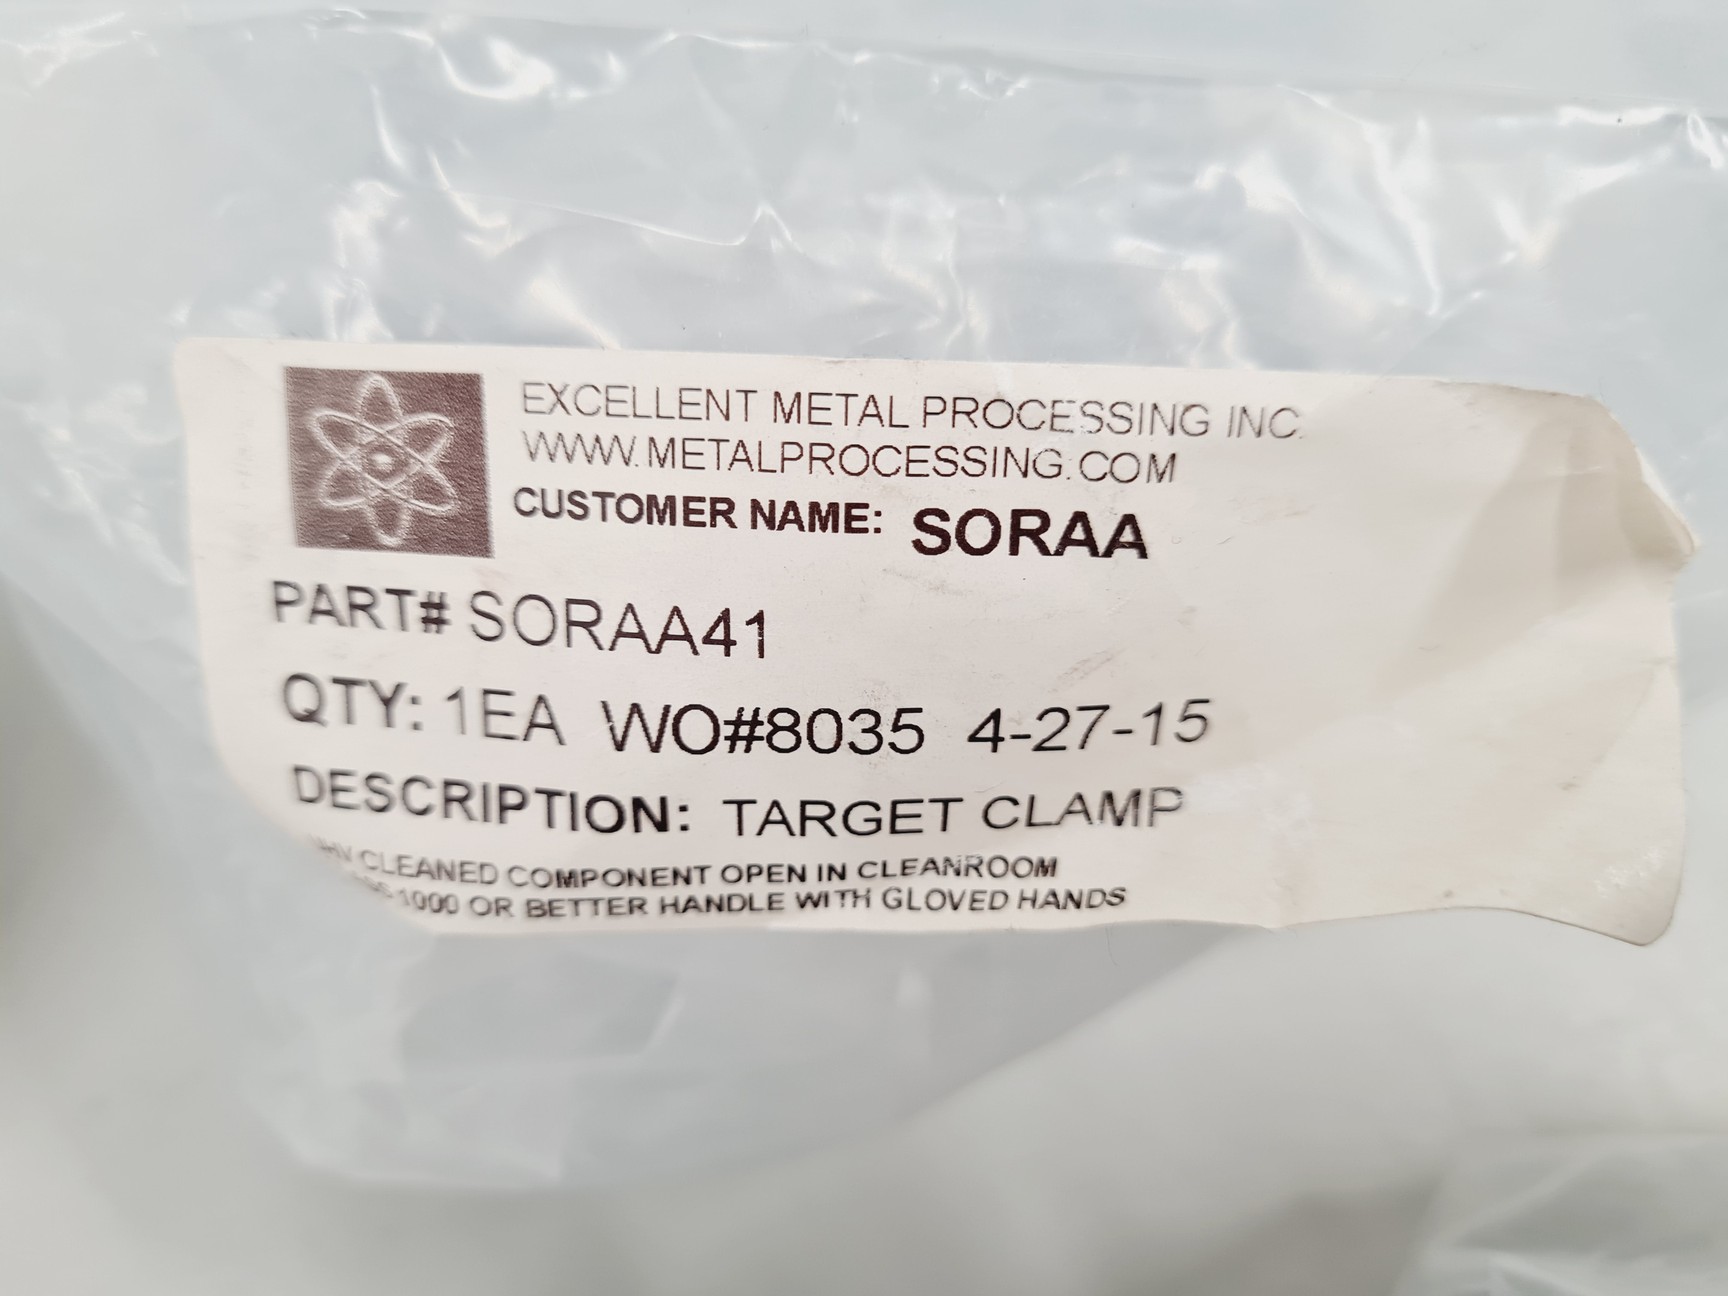 EXCELLENT METAL PROCESSING INC.
WWW.METALPROCESSING.COM
CUSTOMER NAME: SORAA
PART# SORAA41
QTY: 1EA WO#8035 4-27-15
DESCRIPTION: TARGET CLAMP
CLEANED COMPONENT OPEN IN CLEANROOM
1000 OR BETTER HANDLE WITH GLOVED HANDS